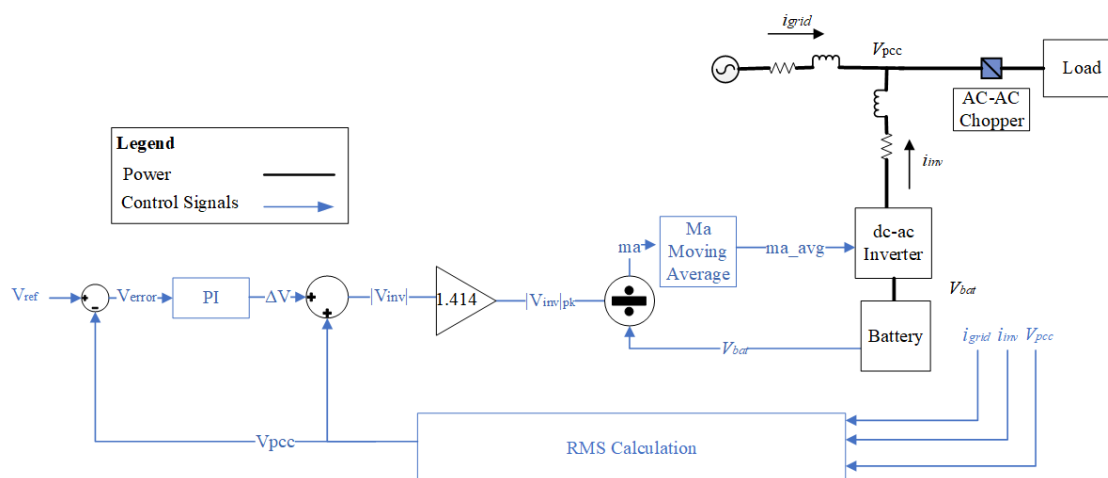 igrid
Vpcc
Load
AC-AC
Chopper
Legend
Power
Control Signals
iinv
Ma
Moving
Average
ma
ma_avg
dc-ac
Inverter
Vref
+
-
Verror
PI
ΔV
+
+
|Vinv|
1.414
|Vinv|pk
÷
Vbat
Vbat
Battery
igrid iinv Vpcc
Vpcc
RMS Calculation